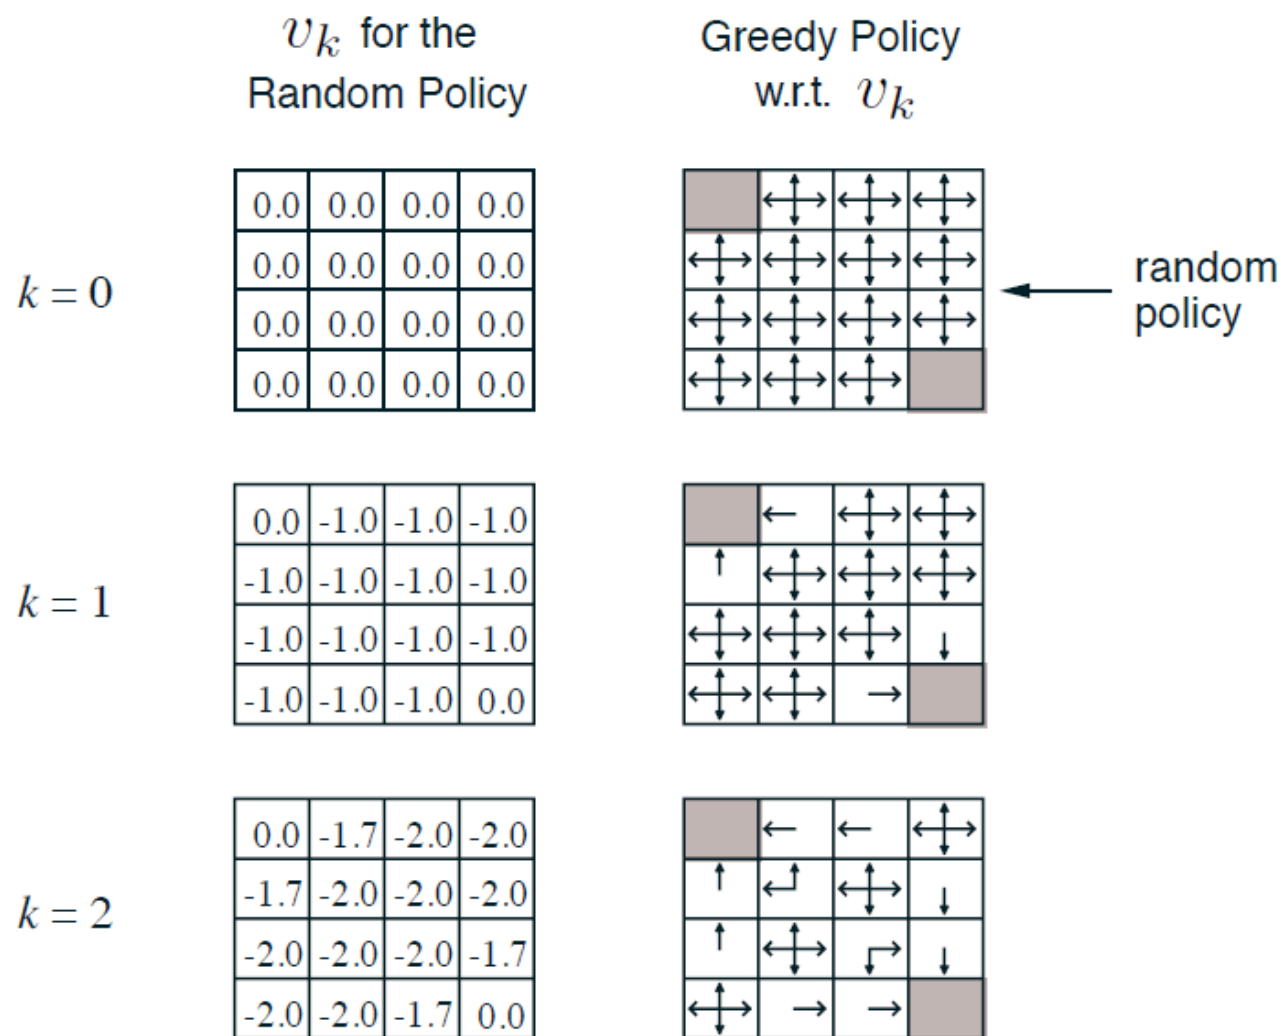 v_k for the
Random Policy
Greedy Policy
w.r.t. v_k
k = 0
0.0 0.0 0.0 0.0
0.0 0.0 0.0 0.0
0.0 0.0 0.0 0.0
0.0 0.0 0.0 0.0
random
policy
k = 1
0.0 -1.0 -1.0 -1.0
-1.0 -1.0 -1.0 -1.0
-1.0 -1.0 -1.0 -1.0
-1.0 -1.0 -1.0 0.0
k = 2
0.0 -1.7 -2.0 -2.0
-1.7 -2.0 -2.0 -2.0
-2.0 -2.0 -2.0 -1.7
-2.0 -2.0 -1.7 0.0